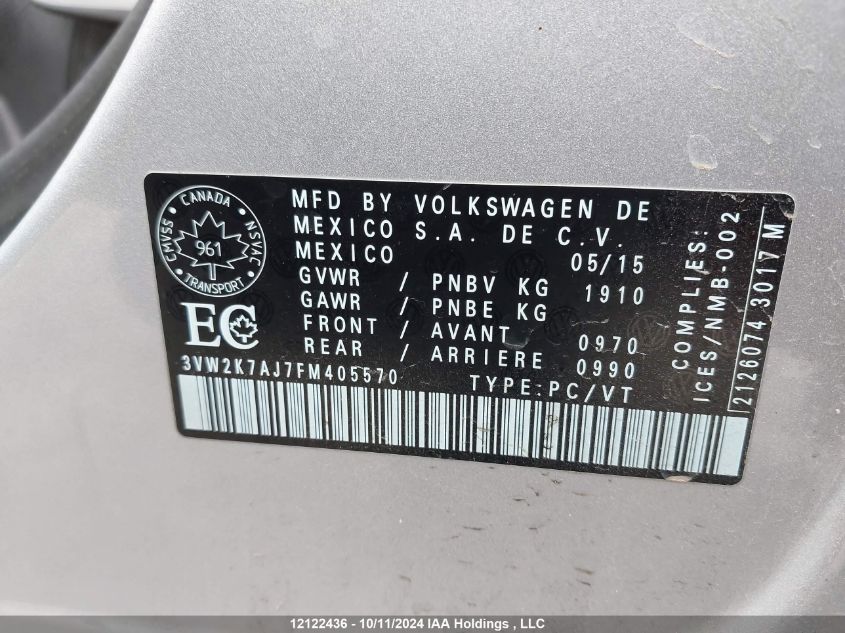 CANADA
CMVSS NSVAC
961
TRANSPORT
EC
MFD BY VOLKSWAGEN DE
MEXICO S.A. DE C.V.
MEXICO 05/15
GVWR / PNBV KG 1910
GAWR / PNBE KG
FRONT / AVANT 0970
REAR / ARRIERE 0990
3VW2K7AJ7FM405570 TYPE:PC/VT
COMPLIES:
ICES/NMB-002
2126074 3017 M
12122436 - 10/11/2024 IAA Holdings , LLC